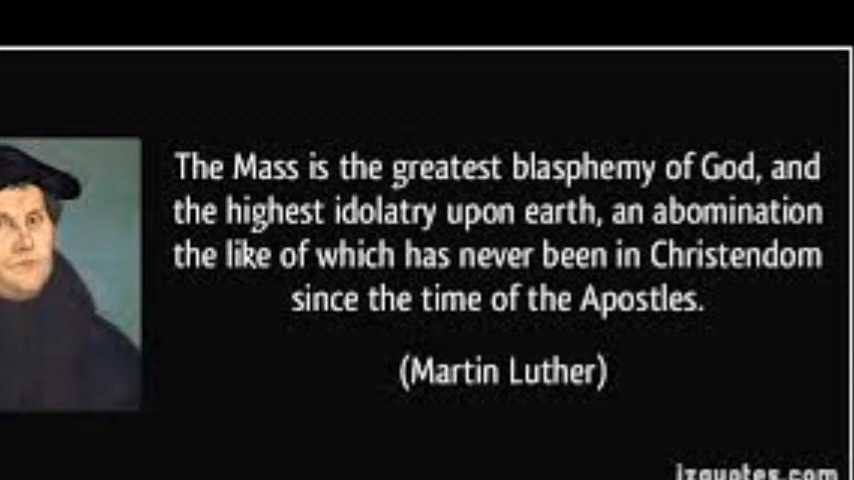 The Mass is the greatest blasphemy of God, and
the highest idolatry upon earth, an abomination
the like of which has never been in Christendom
since the time of the Apostles.
(Martin Luther)
izquotes.com